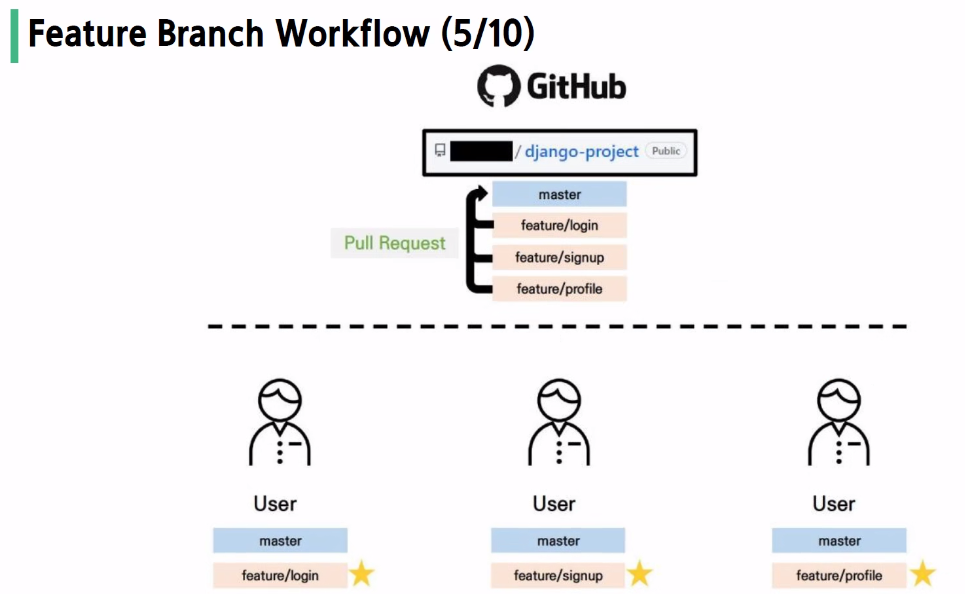 Feature Branch Workflow (5/10)
GitHub
/ django-project Public
master
feature/login
Pull Request
feature/signup
feature/profile
User
User
User
master
master
master
feature/login
feature/signup
feature/profile